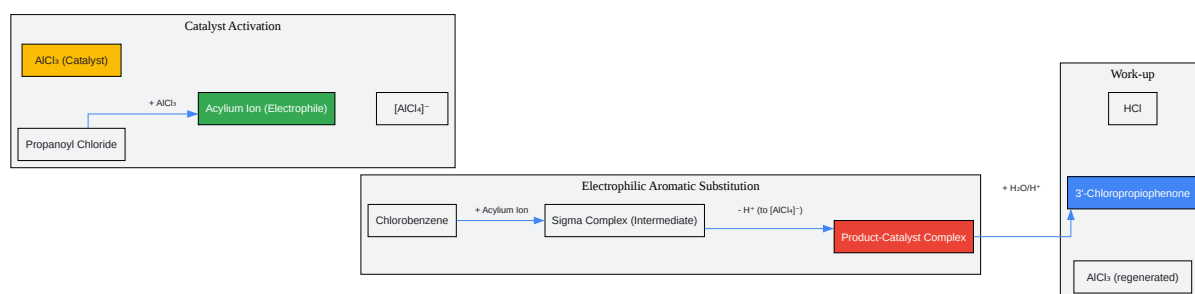 Catalyst Activation
AlCl₃ (Catalyst)
+ AlCl₃
Acylium Ion (Electrophile)
[AlCl₄]⁻
Propanoyl Chloride
Electrophilic Aromatic Substitution
Chlorobenzene
+ Acylium Ion
Sigma Complex (Intermediate)
- H⁺ (to [AlCl₄]⁻)
Product-Catalyst Complex
+ H₂O/H⁺
Work-up
HCl
3'-Chloropropiophenone
AlCl₃ (regenerated)